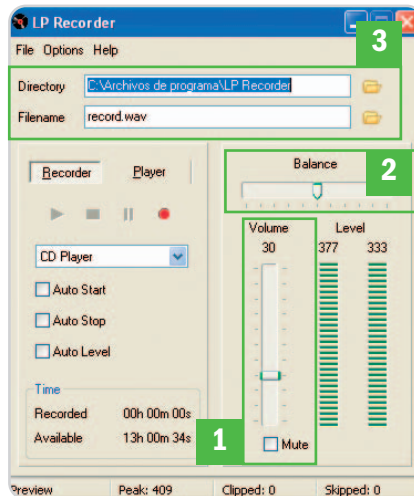 LP Recorder
File Options Help
3
Directory C:\Archivos de programa\LP Recorder
Filename record.wav
Recorder Player
Balance
2
CD Player
Volume Level
30 377 333
Auto Start
Auto Stop
Auto Level
Time
Recorded 00h 00m 00s
Available 13h 00m 34s
1
Mute
Preview Peak: 409 Clipped: 0 Skipped: 0